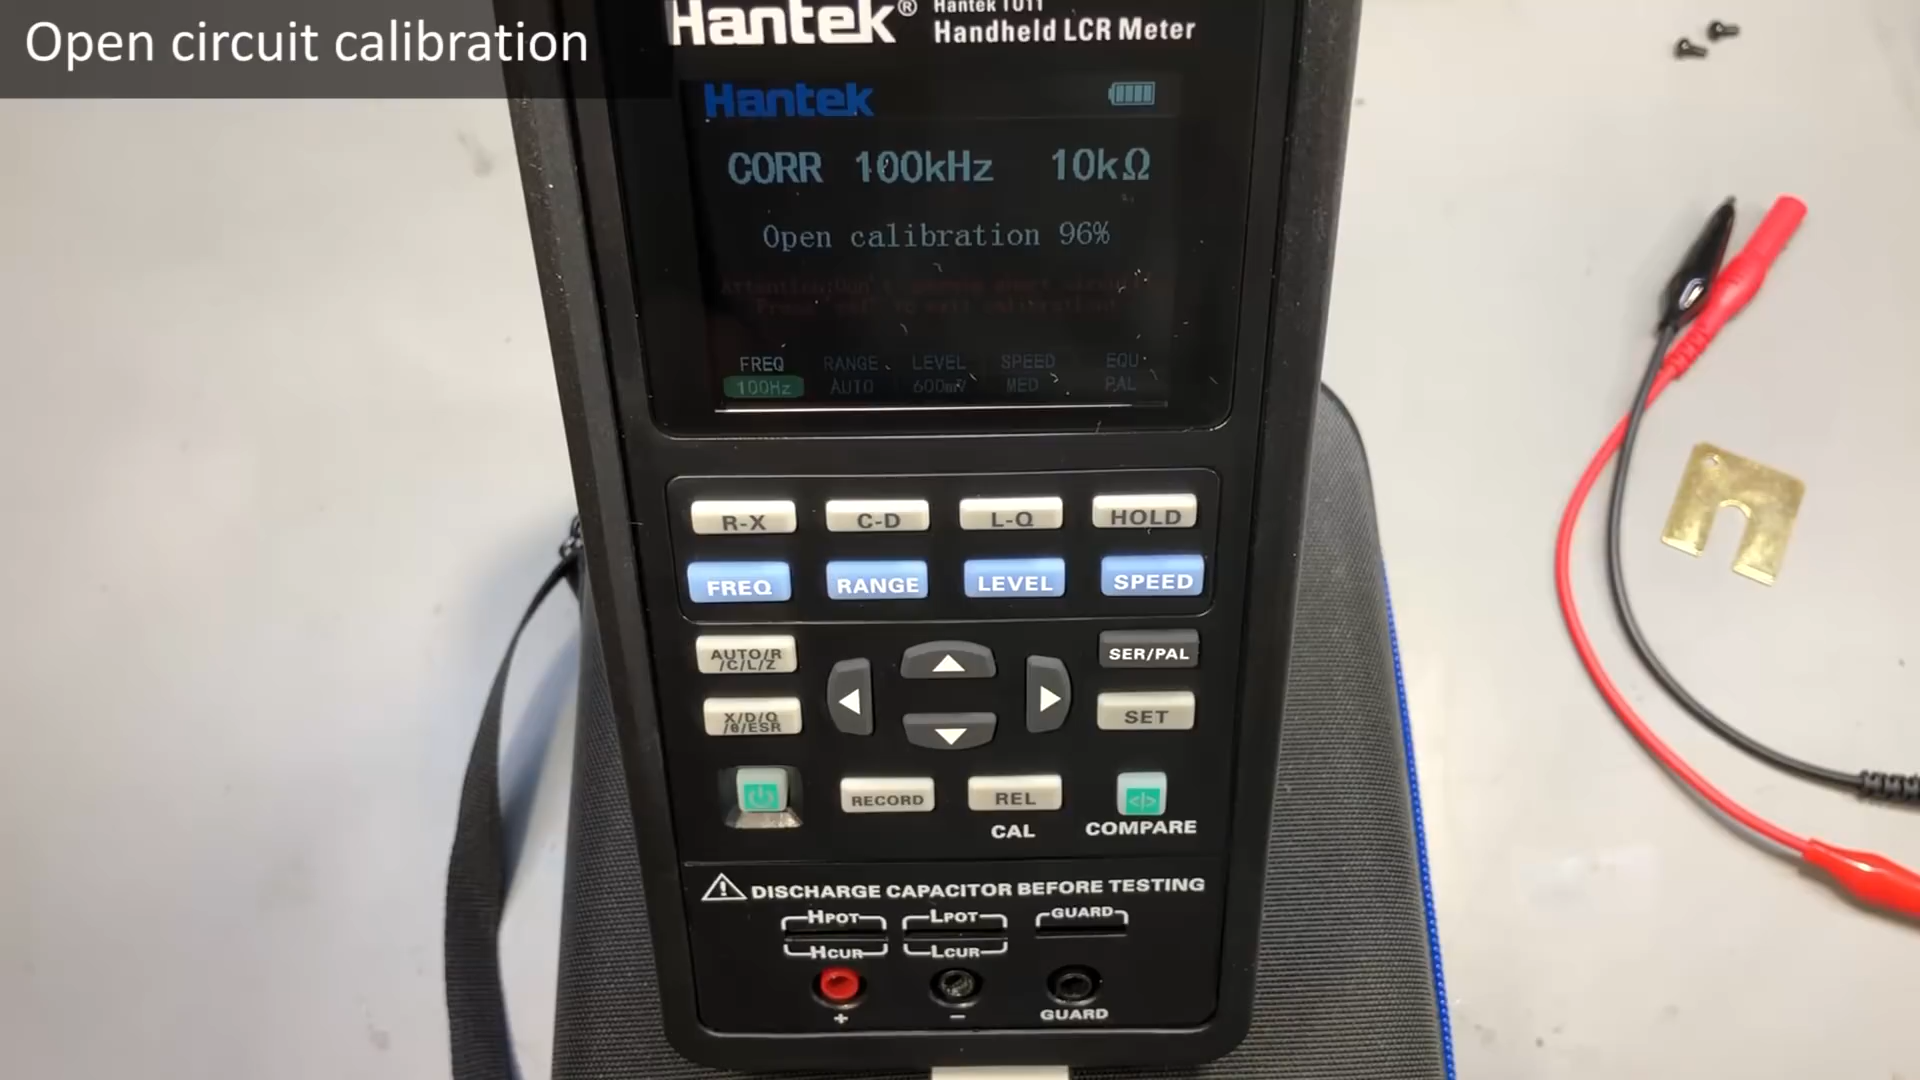 Open circuit calibration
Hantek® Hantek 1011
Handheld LCR Meter
Hantek
CORR 100kHz 10kΩ
Open calibration 96%
FREQ RANGE LEVEL SPEED EQU
100Hz AUTO 600mV MED PAL
R-X C-D L-Q HOLD
FREQ RANGE LEVEL SPEED
AUTO/R
/C/L/Z
SER/PAL
X/D/Q
/θ/ESR
SET
RECORD REL
CAL COMPARE
DISCHARGE CAPACITOR BEFORE TESTING
HPOT LPOT GUARD
HCUR LCUR
+ − GUARD